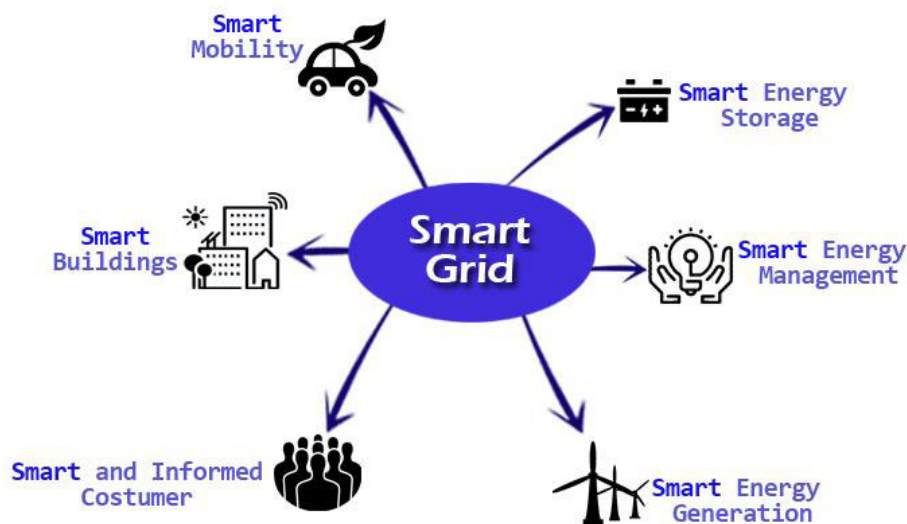 Smart
Mobility
Smart Energy
Storage
Smart
Grid
Smart
Buildings
Smart Energy
Management
Smart and Informed
Costumer
Smart Energy
Generation